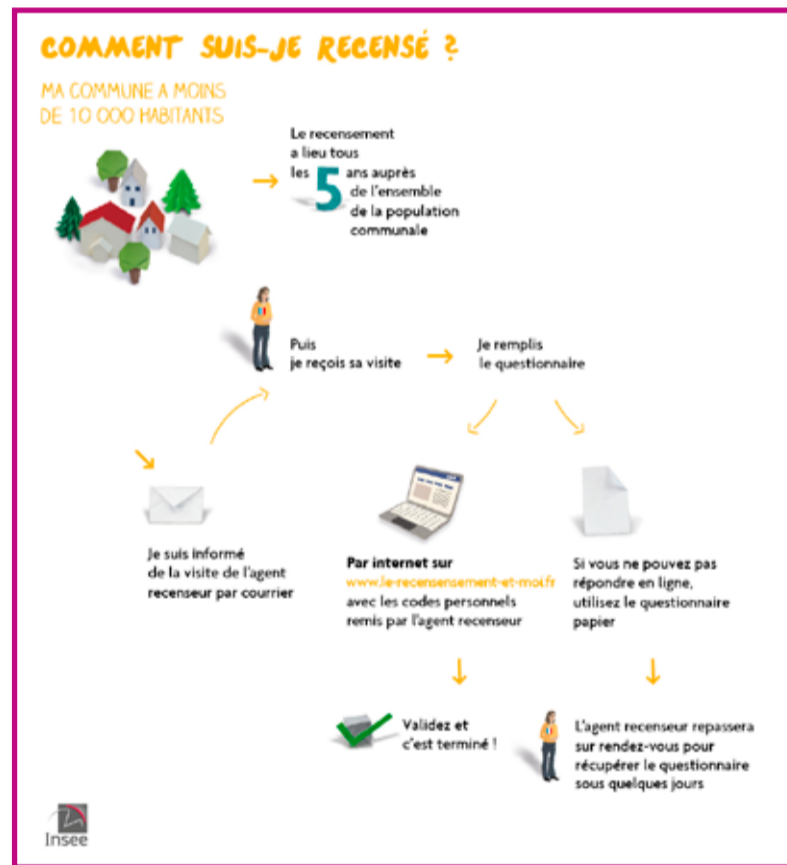 COMMENT SUIS-JE RECENSÉ ?
MA COMMUNE A MOINS
DE 10 000 HABITANTS
Le recensement
a lieu tous
les 5 ans auprès
de l'ensemble
de la population
communale
Puis
je reçois sa visite
Je remplis
le questionnaire
Je suis informé
de la visite de l'agent
recenseur par courrier
Par internet sur
www.le-recensensement-et-moi.fr
avec les codes personnels
remis par l'agent recenseur
Si vous ne pouvez pas
répondre en ligne,
utilisez le questionnaire
papier
Validez et
c'est terminé !
L'agent recenseur repassera
sur rendez-vous pour
récupérer le questionnaire
sous quelques jours
Insee